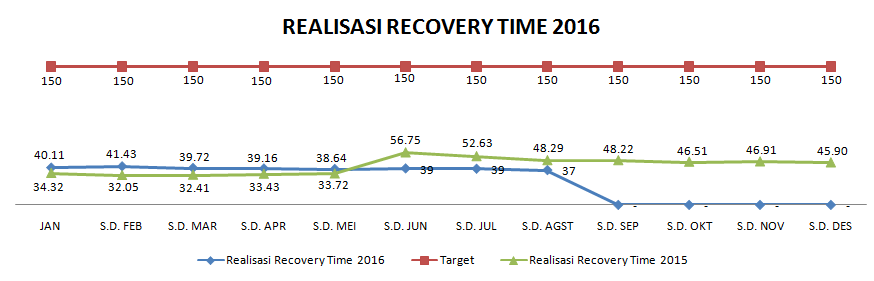 REALISASI RECOVERY TIME 2016
150 150 150 150 150 150 150 150 150 150 150 150
56.75 52.63 48.29 48.22 46.51 46.91 45.90
40.11 41.43 39.72 39.16 38.64 39 39 37 - - - -
34.32 32.05 32.41 33.43 33.72
JAN S.D. FEB S.D. MAR S.D. APR S.D. MEI S.D. JUN S.D. JUL S.D. AGST S.D. SEP S.D. OKT S.D. NOV S.D. DES
Realisasi Recovery Time 2016 Target Realisasi Recovery Time 2015